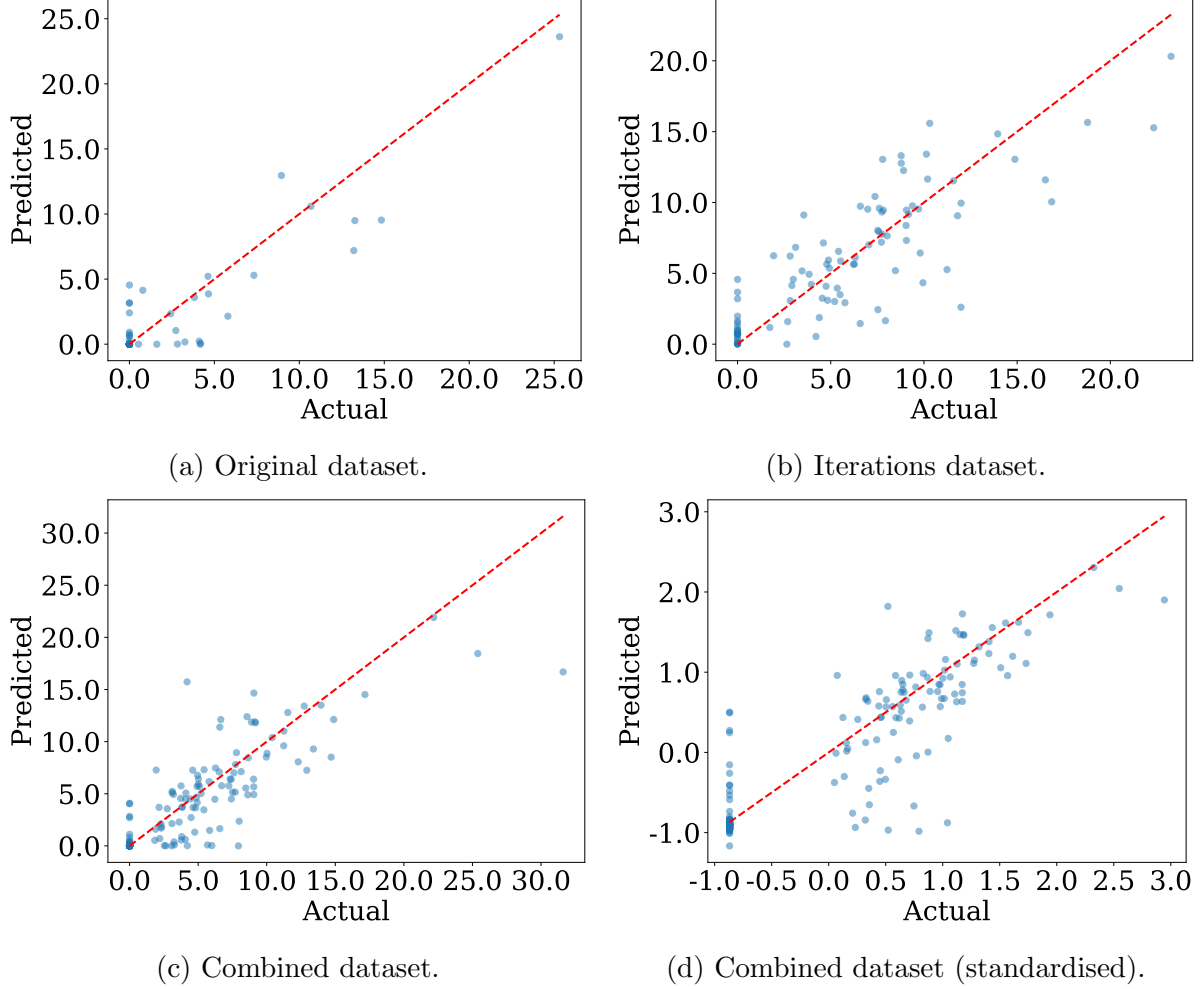 25.0
20.0
15.0
10.0
5.0
0.0
Predicted
0.0 5.0 10.0 15.0 20.0 25.0
Actual
(a) Original dataset.
20.0
15.0
10.0
5.0
0.0
Predicted
0.0 5.0 10.0 15.0 20.0
Actual
(b) Iterations dataset.
30.0
25.0
20.0
15.0
10.0
5.0
0.0
Predicted
0.0 5.0 10.0 15.0 20.0 25.0 30.0
Actual
(c) Combined dataset.
3.0
2.0
1.0
0.0
-1.0
Predicted
-1.0 -0.5 0.0 0.5 1.0 1.5 2.0 2.5 3.0
Actual
(d) Combined dataset (standardised).